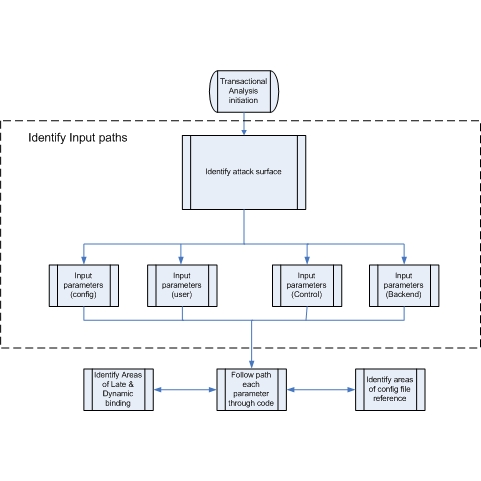 Transactional
Analysis
initiation
Identify Input paths
Identify attack surface
Input
parameters
(config)
Input
parameters
(user)
Input
parameters
(Control)
Input
parameters
(Backend)
Identify Areas
of Late &
Dynamic
binding
Follow path
each
parameter
through code
Identify areas
of config file
reference